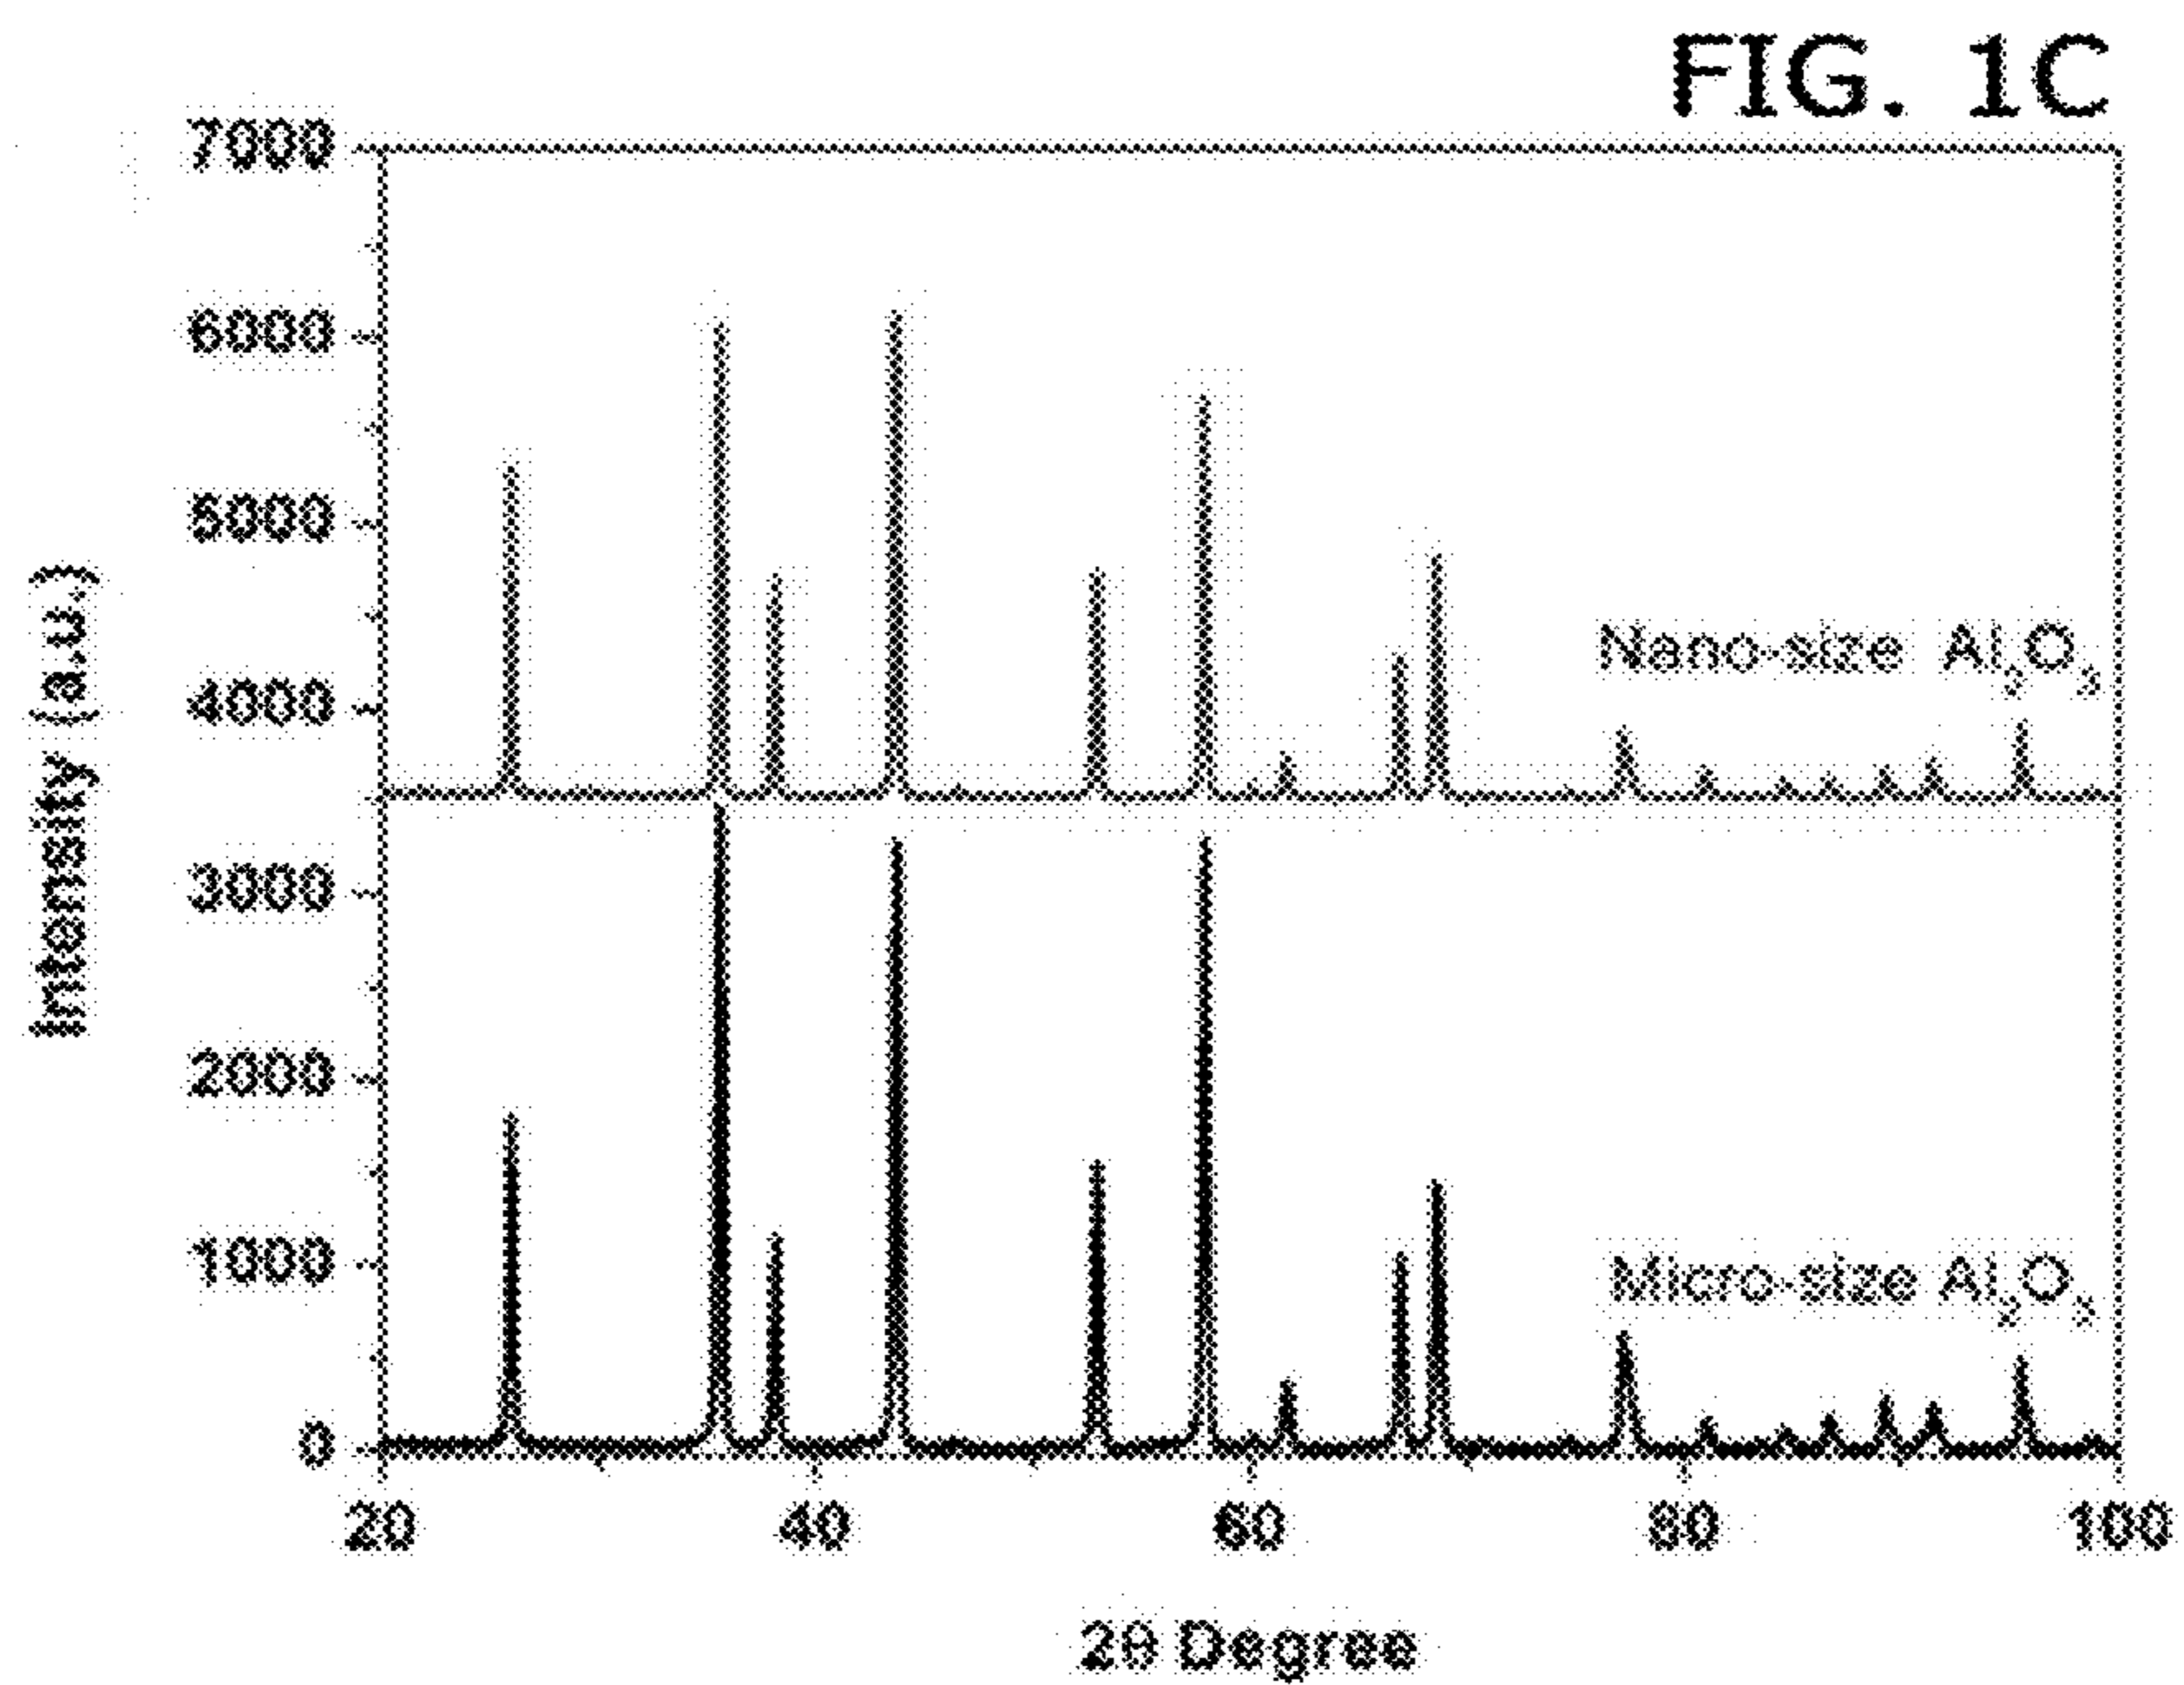 FIG. 1C
7000
6000
5000
4000
3000
2000
1000
0
Intensity (a.u.)
Nano-size Al₂O₃
Micro-size Al₂O₃
20 40 60 80 100
2θ Degree